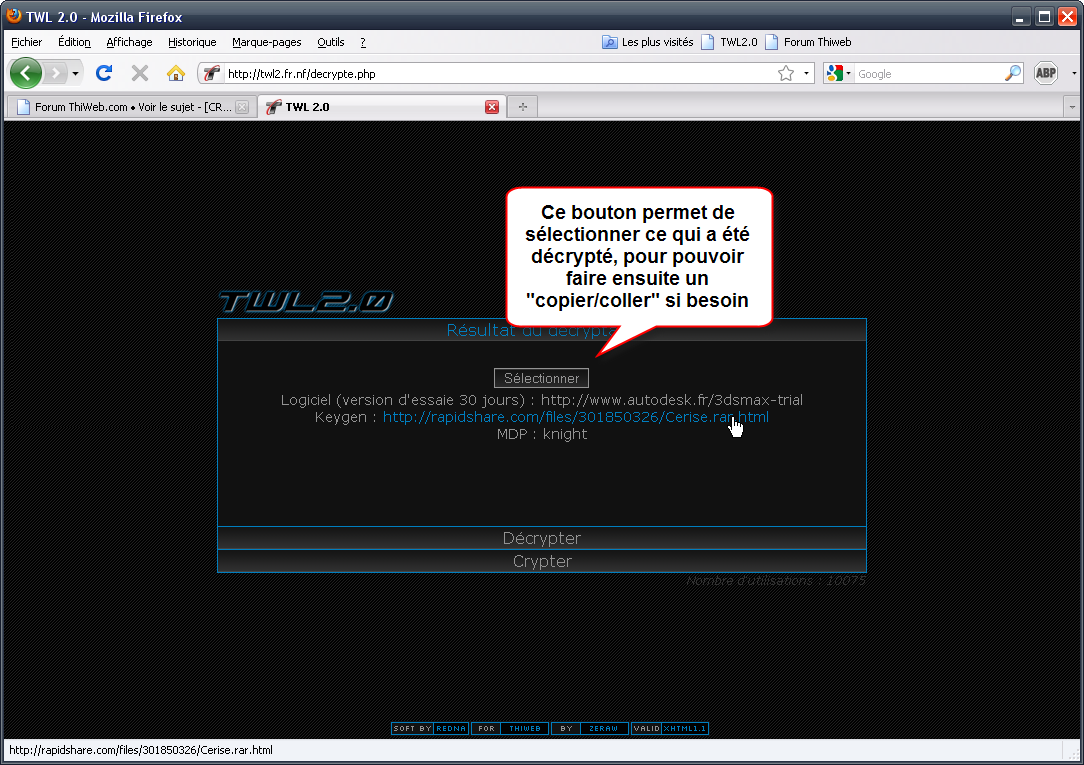 TWL 2.0 - Mozilla Firefox
Fichier Édition Affichage Historique Marque-pages Outils ? Les plus visités TWL2.0 Forum Thiweb
http://twl2.fr.nf/decrypte.php Google ABP
Forum ThiWeb.com • Voir le sujet - [CR... TWL 2.0
Ce bouton permet de
sélectionner ce qui a été
décrypté, pour pouvoir
faire ensuite un
"copier/coller" si besoin
TWL2.0
Résultat du décrypta
Sélectionner
Logiciel (version d'essaie 30 jours) : http://www.autodesk.fr/3dsmax-trial
Keygen : http://rapidshare.com/files/301850326/Cerise.rar.html
MDP : knight
Décrypter
Crypter
Nombre d'utilisations : 10075
SOFT BY REDNA FOR THIWEB BY ZERAW VALID XHTML1.1
http://rapidshare.com/files/301850326/Cerise.rar.html